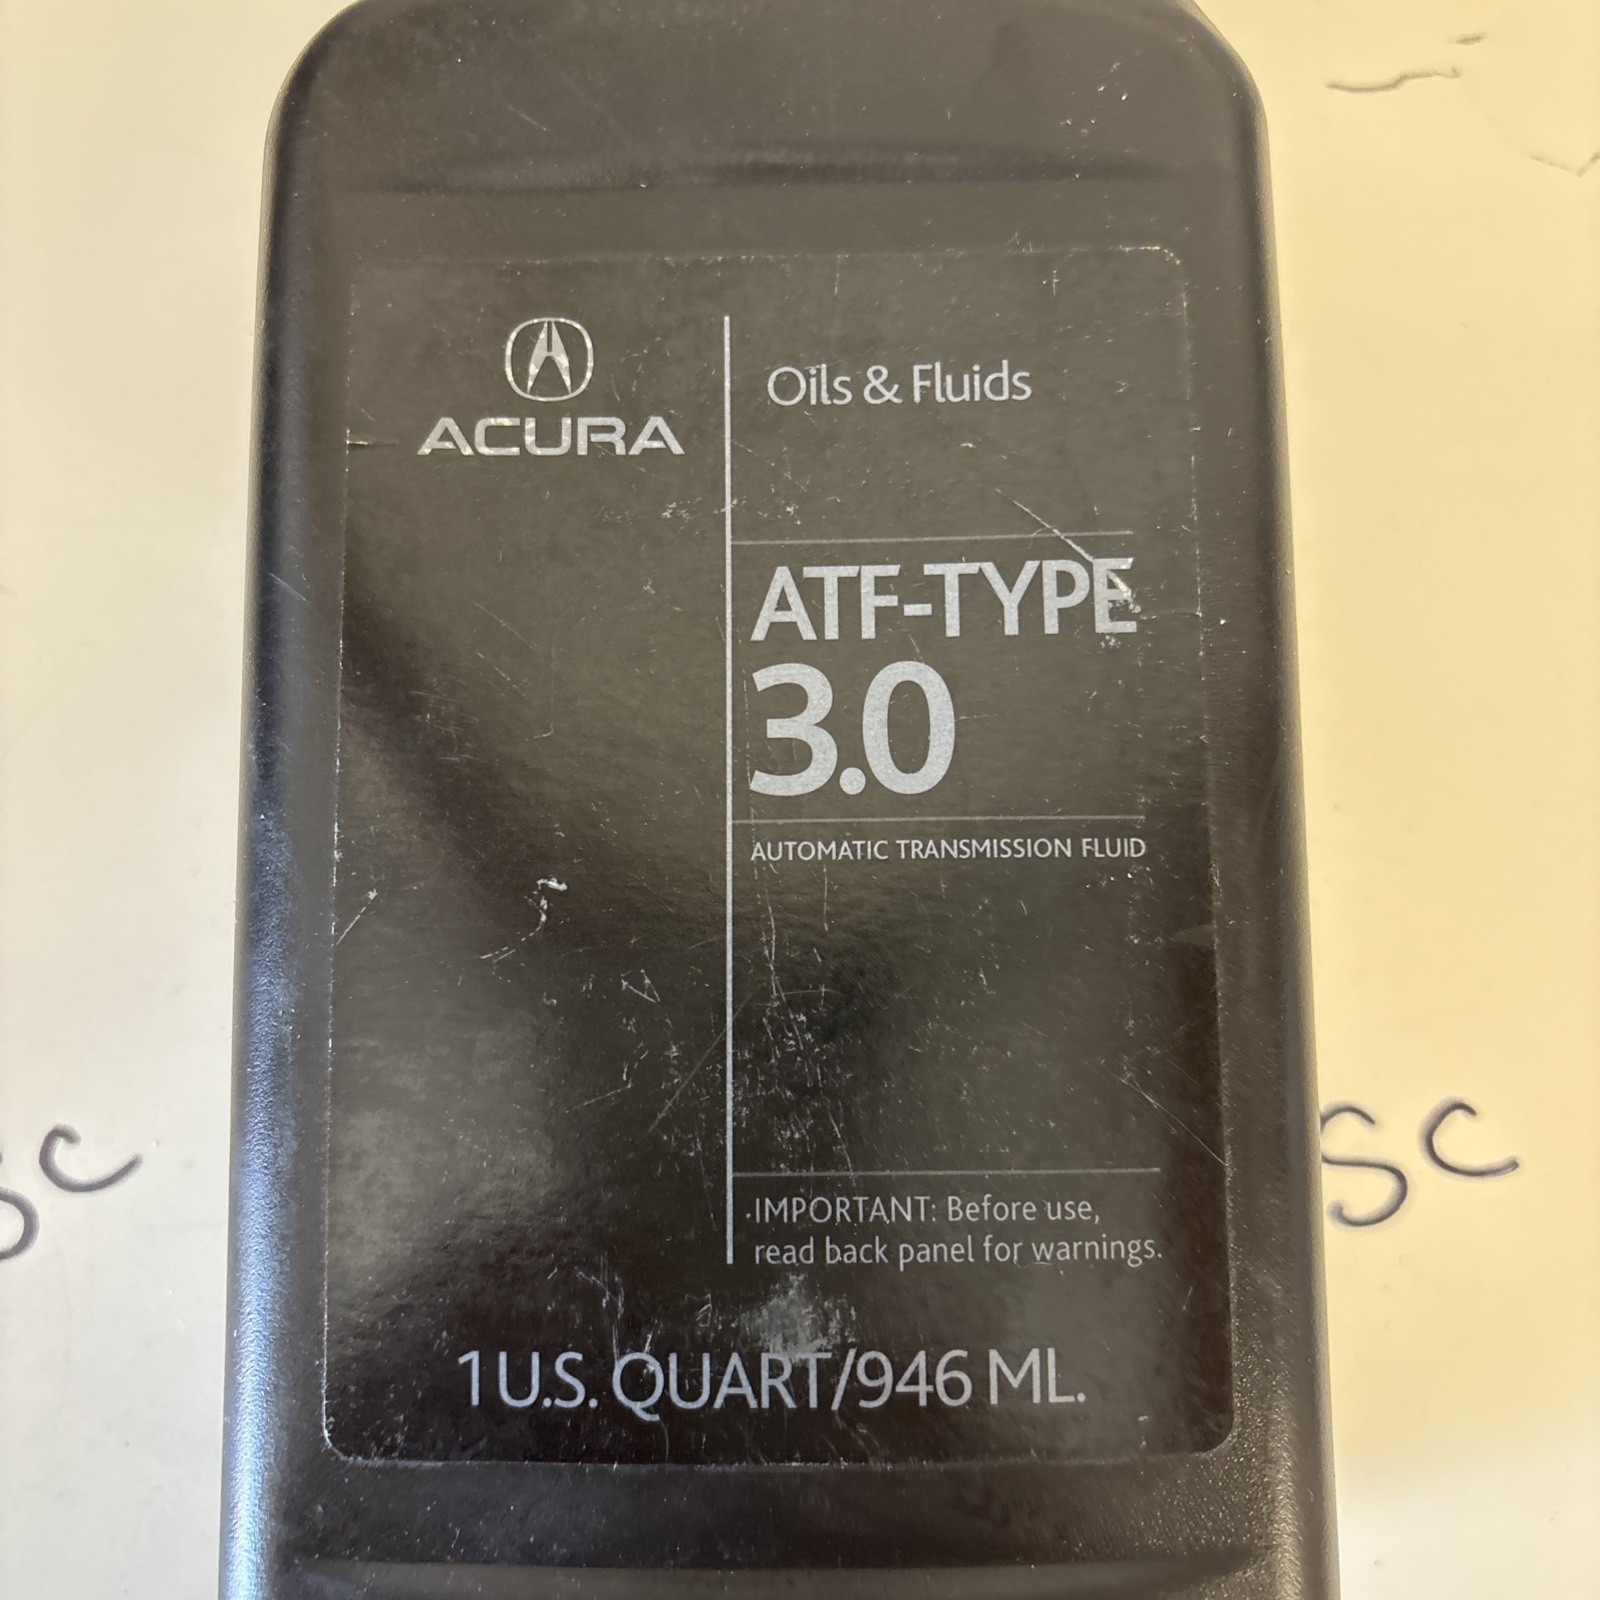 ACURA
Oils & Fluids
ATF-TYPE
3.0
AUTOMATIC TRANSMISSION FLUID
IMPORTANT: Before use,
read back panel for warnings.
1 U.S. QUART/946 ML.
SC
SC